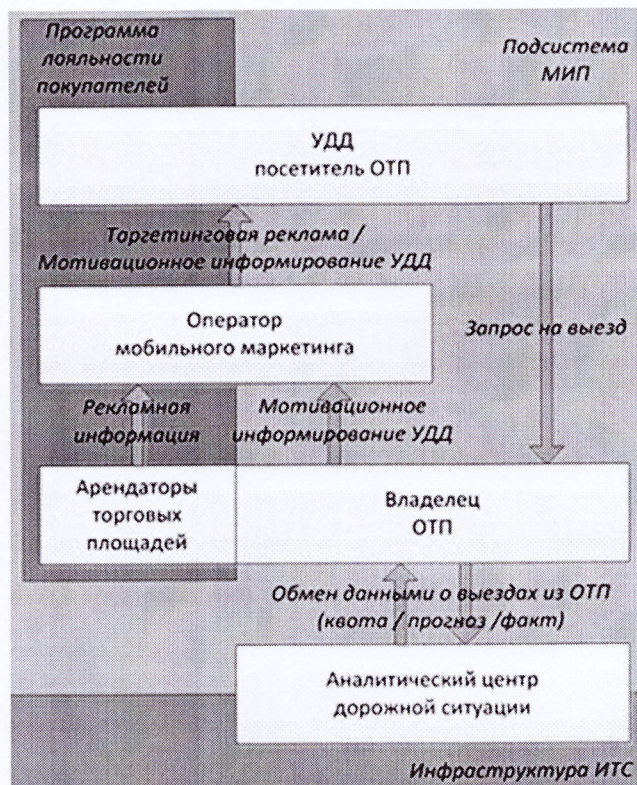 Программа
лояльности
покупателей
Подсистема
МИП
УДД
посетитель ОТП
Таргетинговая реклама /
Мотивационное информирование УДД
Оператор
мобильного маркетинга
Запрос на выезд
Рекламная
информация
Мотивационное
информирование УДД
Арендаторы
торговых
площадей
Владелец
ОТП
Обмен данными о выездах из ОТП
(квота / прогноз /факт)
Аналитический центр
дорожной ситуации
Инфраструктура ИТС